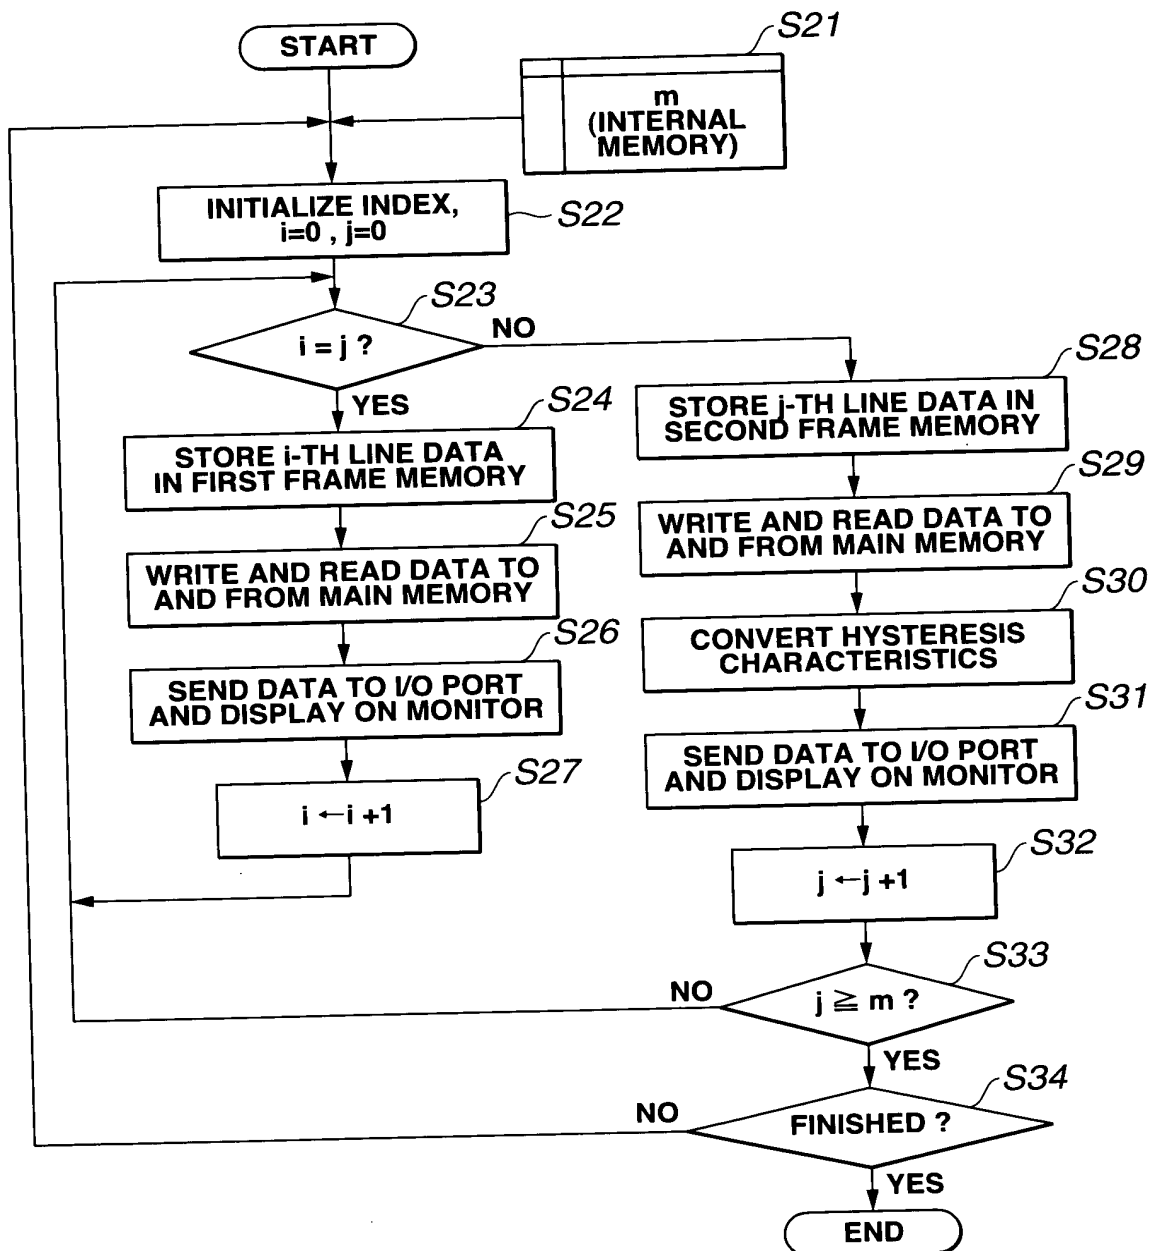 START
S21
m
(INTERNAL
MEMORY)
INITIALIZE INDEX,
i=0 , j=0
S22
S23
i = j ?
NO
YES
S24
STORE i-TH LINE DATA
IN FIRST FRAME MEMORY
S25
WRITE AND READ DATA TO
AND FROM MAIN MEMORY
S26
SEND DATA TO I/O PORT
AND DISPLAY ON MONITOR
S27
i ←i +1
S28
STORE j-TH LINE DATA IN
SECOND FRAME MEMORY
S29
WRITE AND READ DATA TO
AND FROM MAIN MEMORY
S30
CONVERT HYSTERESIS
CHARACTERISTICS
S31
SEND DATA TO I/O PORT
AND DISPLAY ON MONITOR
S32
j ←j +1
S33
j ≧ m ?
NO
YES
S34
FINISHED ?
NO
YES
END